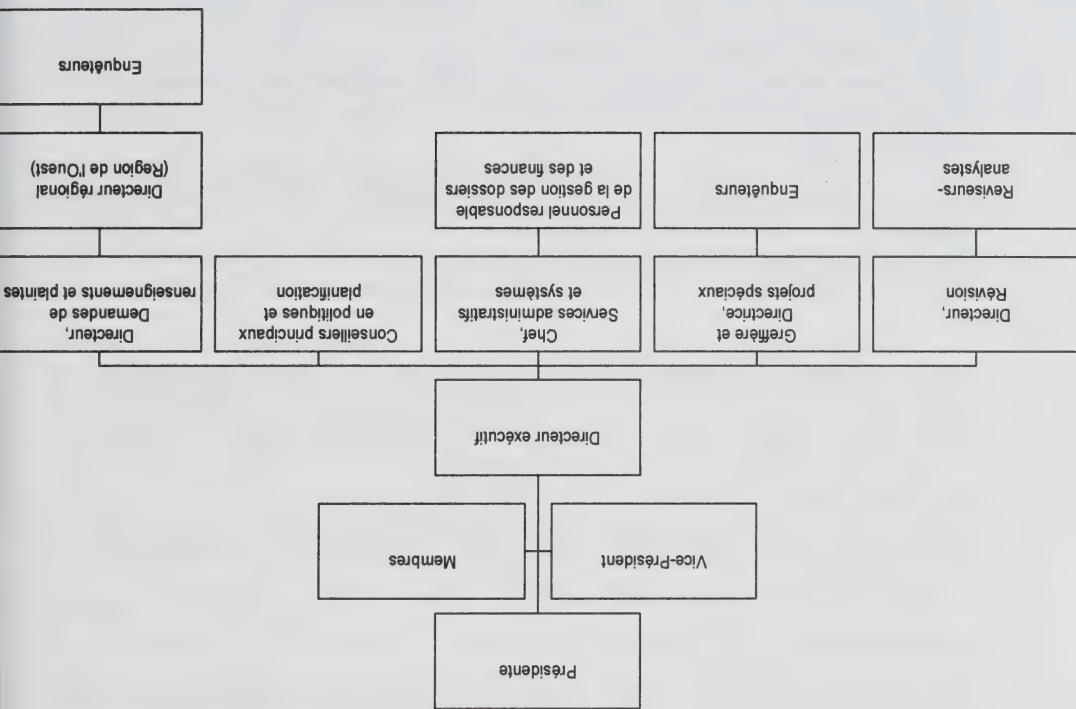 Présidente
Vice-Président
Membres
Directeur exécutif
Directeur,
Révision
Greffière et
Directrice,
projets spéciaux
Chef,
Services administratifs
et systèmes
Conseillers principaux
en politiques et
planification
Directeur,
Demandes de
renseignements et plaintes
Reviseurs-
analystes
Enquêteurs
Personnel responsable
de la gestion des dossiers
et des finances
Directeur régional
(Region de l'Ouest)
Enquêteurs